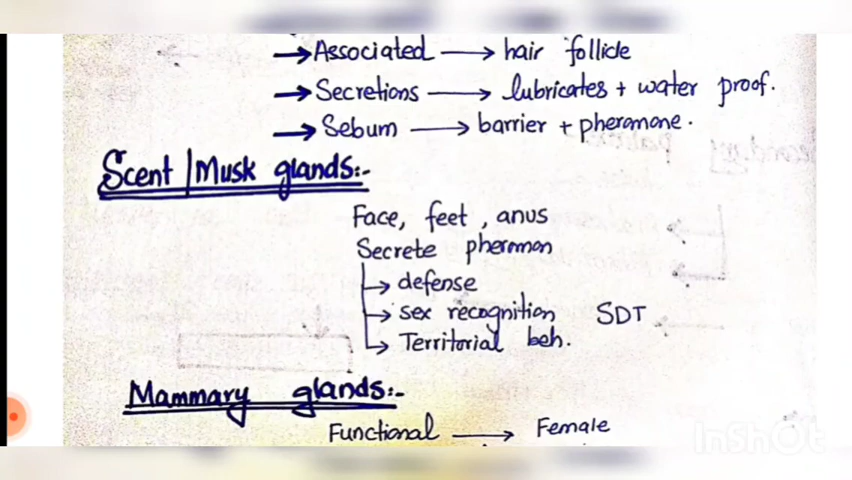 → Associated → hair follicle
→ Secretions → lubricates + water proof.
→ Sebum → barrier + pheromone.
Scent | Musk glands:-
Face, feet, anus
Secrete phermon
→ defense
→ sex recognition SDT
→ Territorial beh.
Mammary glands:-
Functional → Female
InShOt